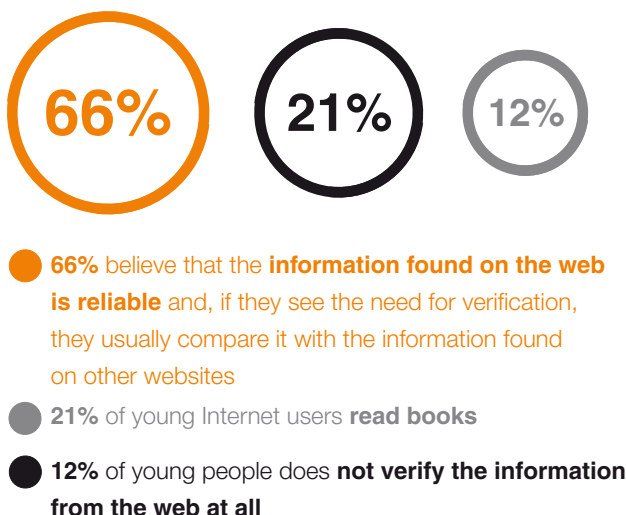 66%
21%
12%
66% believe that the information found on the web
is reliable and, if they see the need for verification,
they usually compare it with the information found
on other websites
21% of young Internet users read books
12% of young people does not verify the information
from the web at all